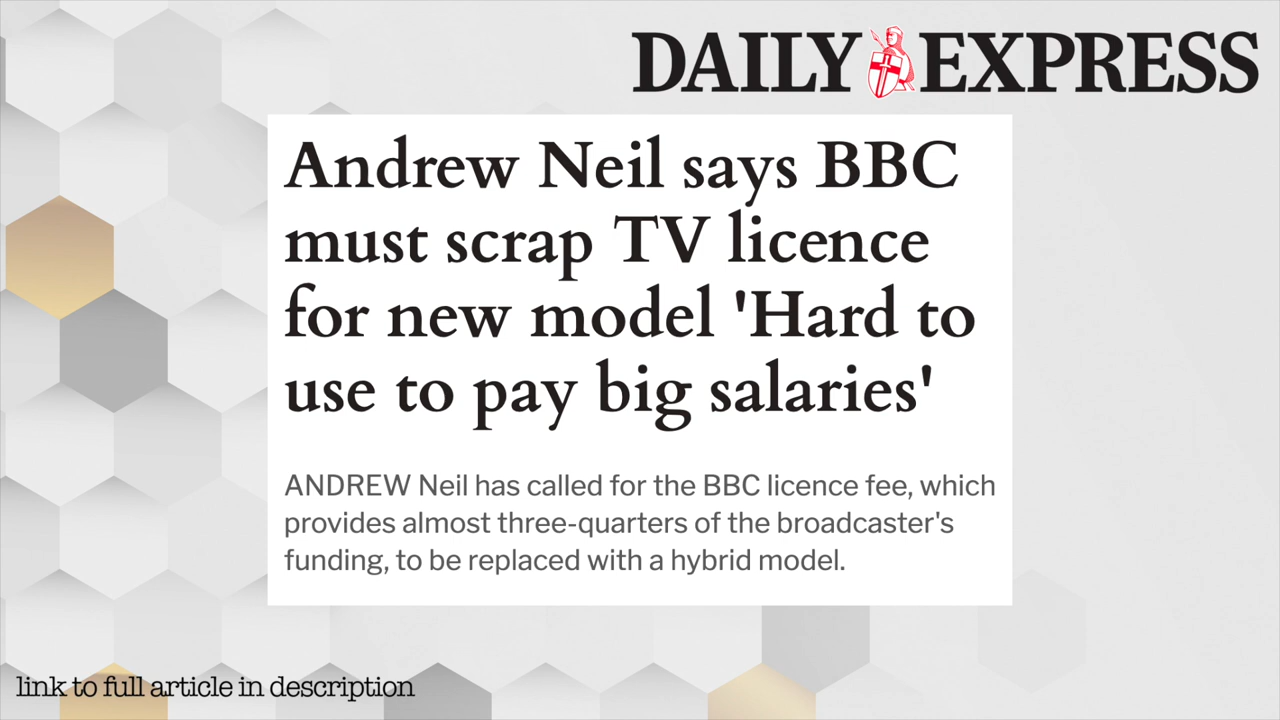 DAILY EXPRESS
Andrew Neil says BBC
must scrap TV licence
for new model 'Hard to
use to pay big salaries'
ANDREW Neil has called for the BBC licence fee, which
provides almost three-quarters of the broadcaster's
funding, to be replaced with a hybrid model.
link to full article in description